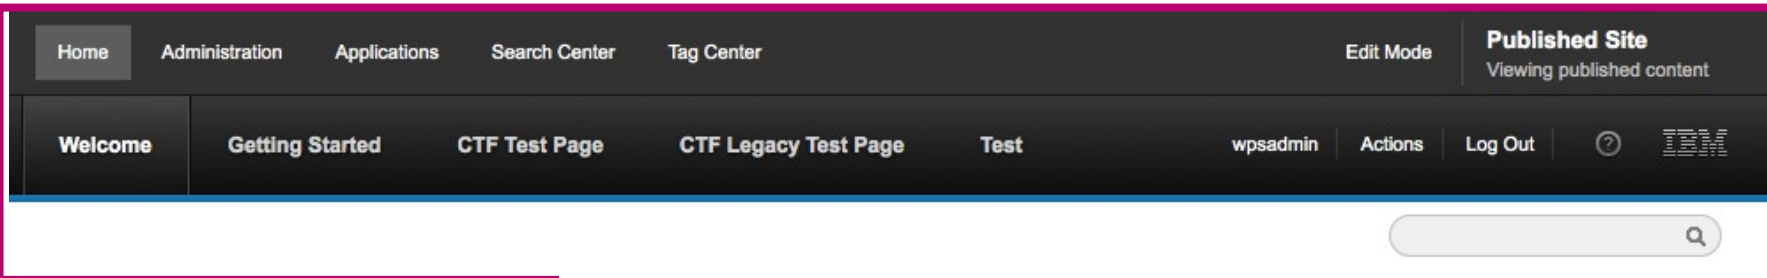 Home Administration Applications Search Center Tag Center Edit Mode Published Site
Viewing published content
Welcome Getting Started CTF Test Page CTF Legacy Test Page Test wpsadmin Actions Log Out ? IBM